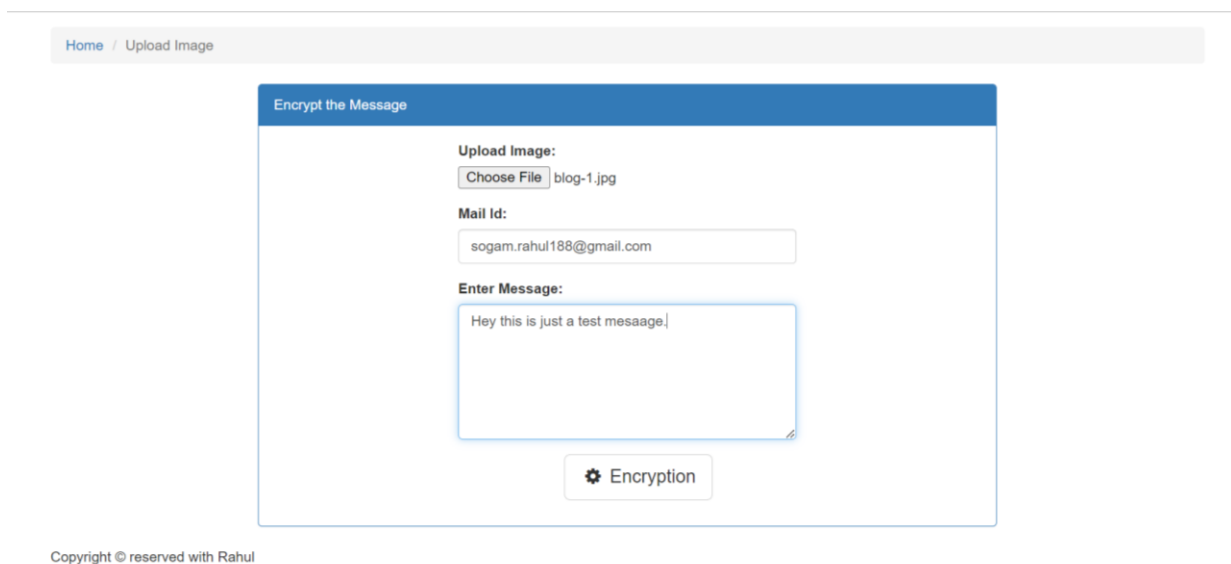 Home / Upload Image
Encrypt the Message
Upload Image:
Choose File blog-1.jpg
Mail Id:
sogam.rahul188@gmail.com
Enter Message:
Hey this is just a test mesaage.
Encryption
Copyright © reserved with Rahul